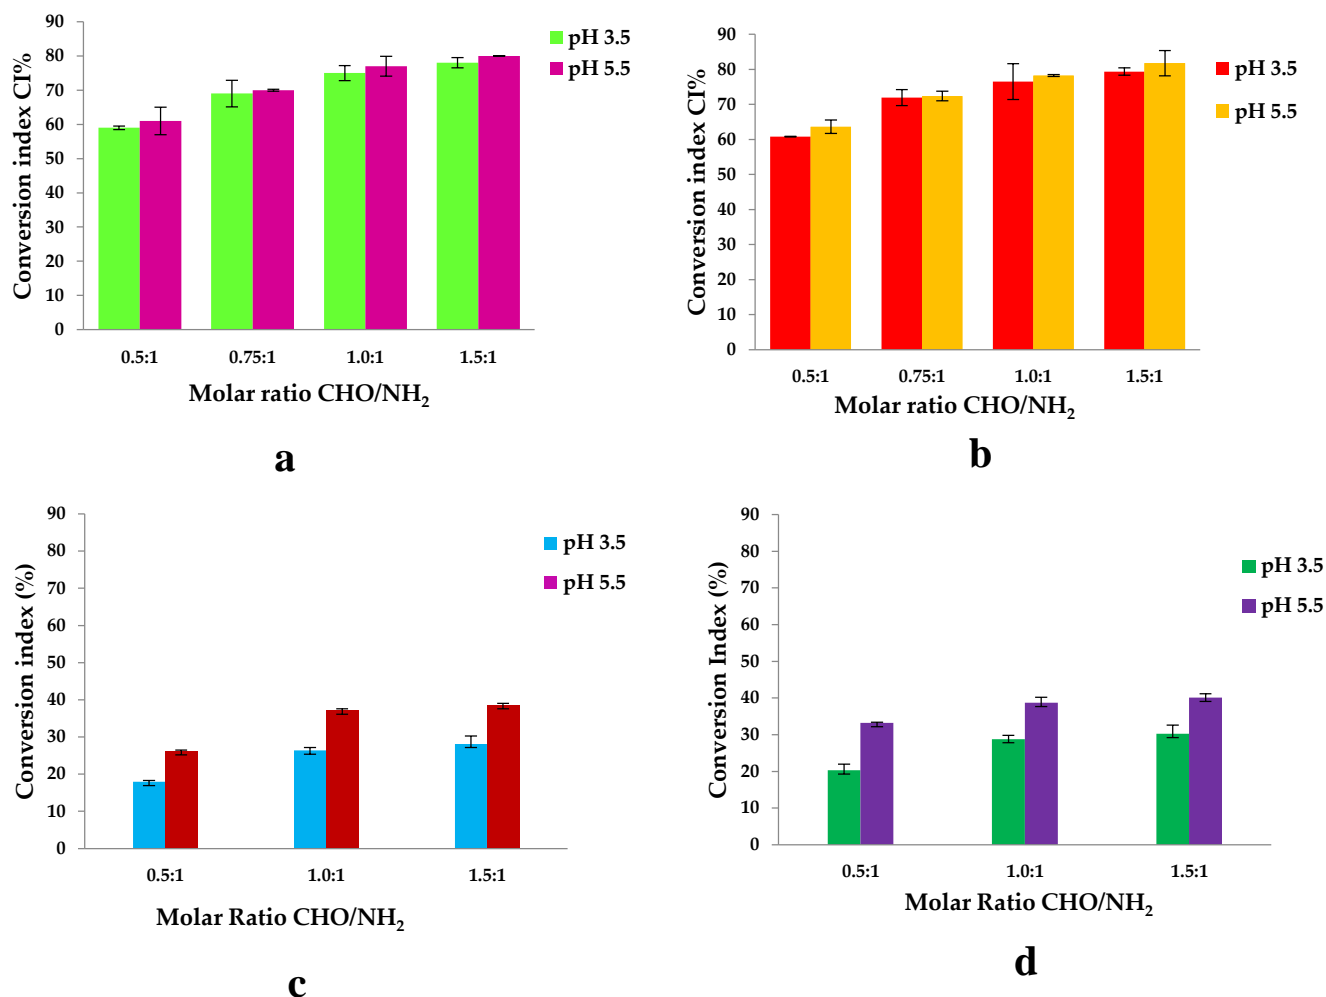 90
80
70
60
50
40
30
20
10
0
Conversion index CI%
0.5:1 0.75:1 1.0:1 1.5:1
Molar ratio CHO/NH₂
pH 3.5
pH 5.5
a
90
80
70
60
50
40
30
20
10
0
Conversion index CI%
0.5:1 0.75:1 1.0:1 1.5:1
Molar ratio CHO/NH₂
pH 3.5
pH 5.5
b
90
80
70
60
50
40
30
20
10
0
Conversion index (%)
0.5:1 1.0:1 1.5:1
Molar Ratio CHO/NH₂
pH 3.5
pH 5.5
c
90
80
70
60
50
40
30
20
10
0
Conversion Index (%)
0.5:1 1.0:1 1.5:1
Molar Ratio CHO/NH₂
pH 3.5
pH 5.5
d